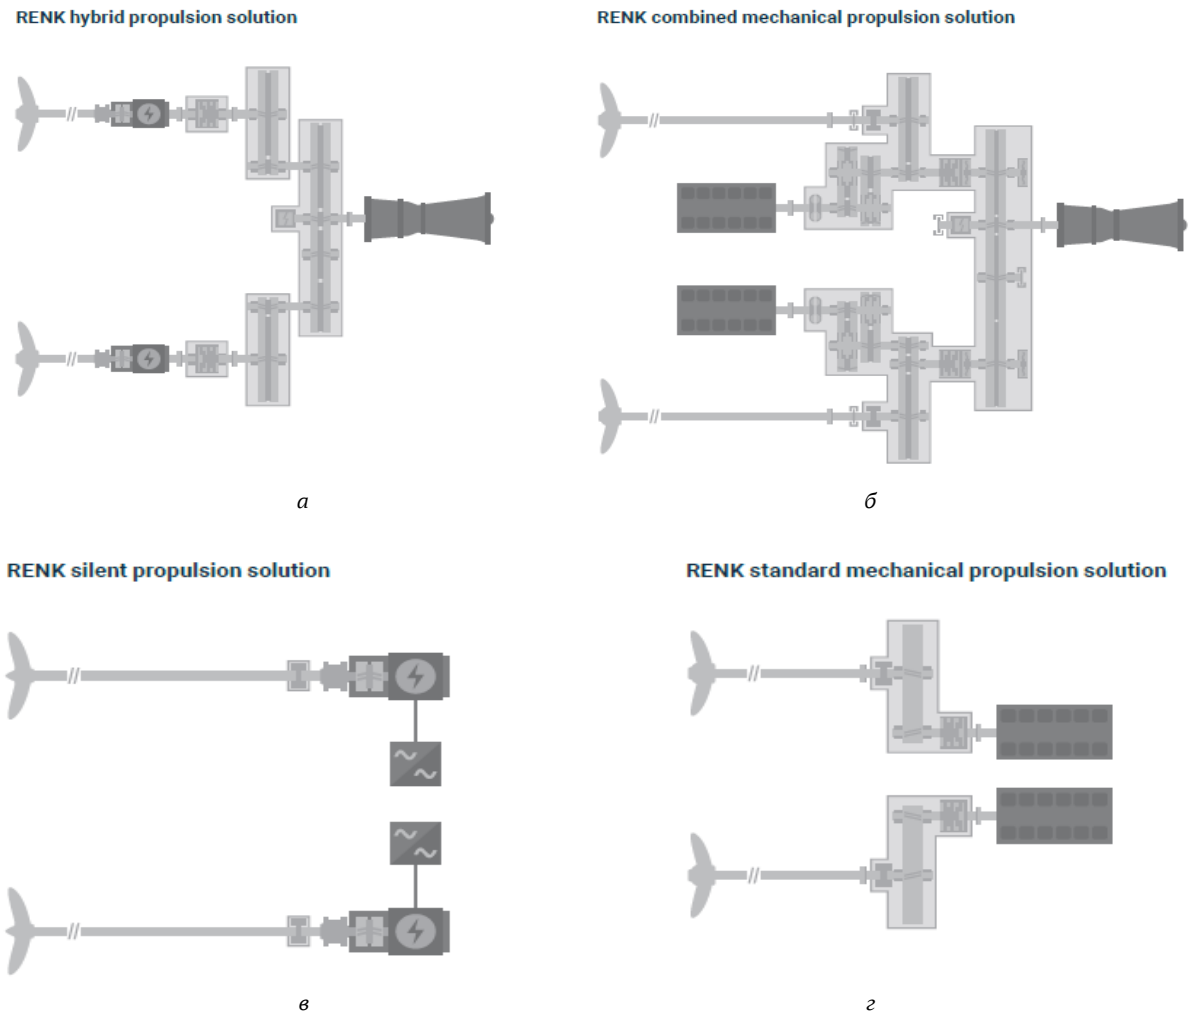 RENK hybrid propulsion solution
RENK combined mechanical propulsion solution
а
б
RENK silent propulsion solution
RENK standard mechanical propulsion solution
в
г